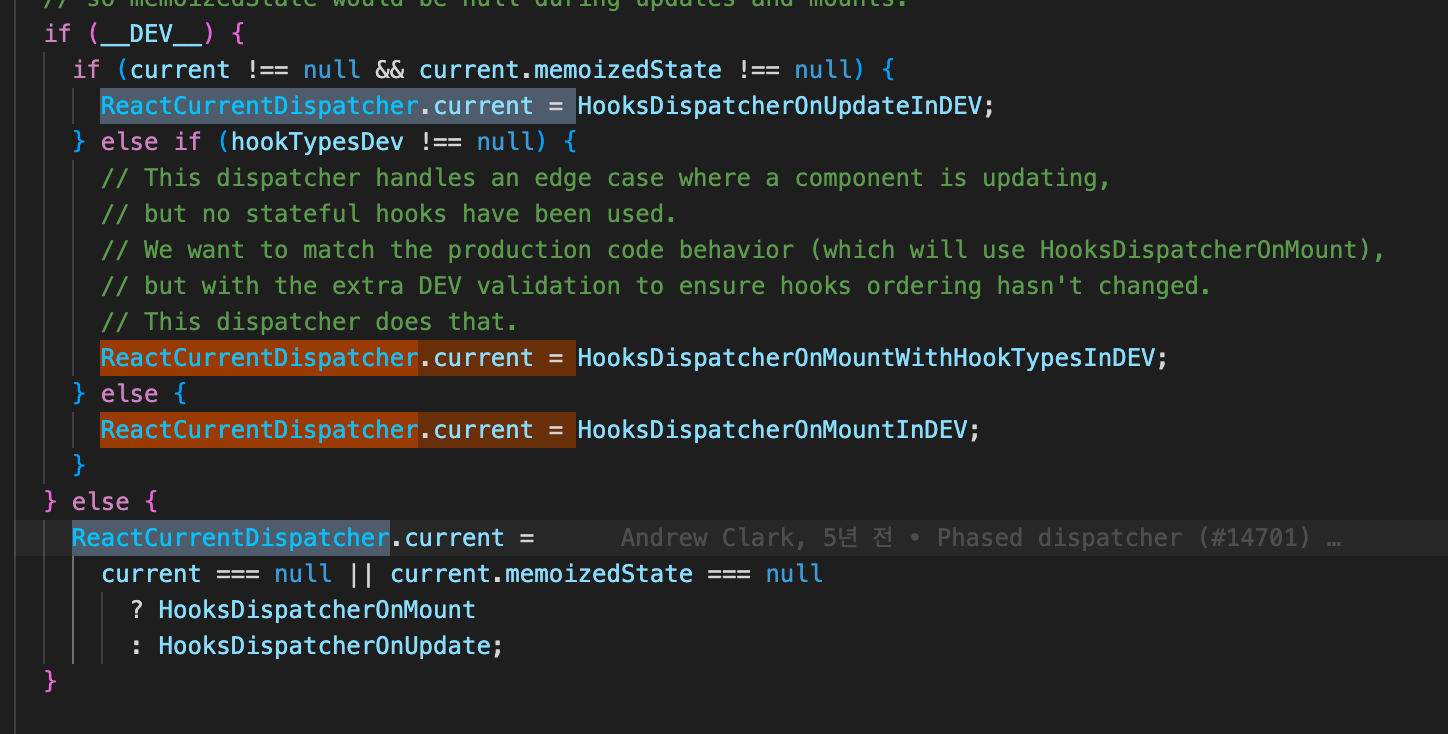 // so memoizedState would be null during updates and mounts.
if (__DEV__) {
if (current !== null && current.memoizedState !== null) {
ReactCurrentDispatcher.current = HooksDispatcherOnUpdateInDEV;
} else if (hookTypesDev !== null) {
// This dispatcher handles an edge case where a component is updating,
// but no stateful hooks have been used.
// We want to match the production code behavior (which will use HooksDispatcherOnMount),
// but with the extra DEV validation to ensure hooks ordering hasn't changed.
// This dispatcher does that.
ReactCurrentDispatcher.current = HooksDispatcherOnMountWithHookTypesInDEV;
} else {
ReactCurrentDispatcher.current = HooksDispatcherOnMountInDEV;
}
} else {
ReactCurrentDispatcher.current = Andrew Clark, 5년 전 • Phased dispatcher (#14701) …
current === null || current.memoizedState === null
? HooksDispatcherOnMount
: HooksDispatcherOnUpdate;
}